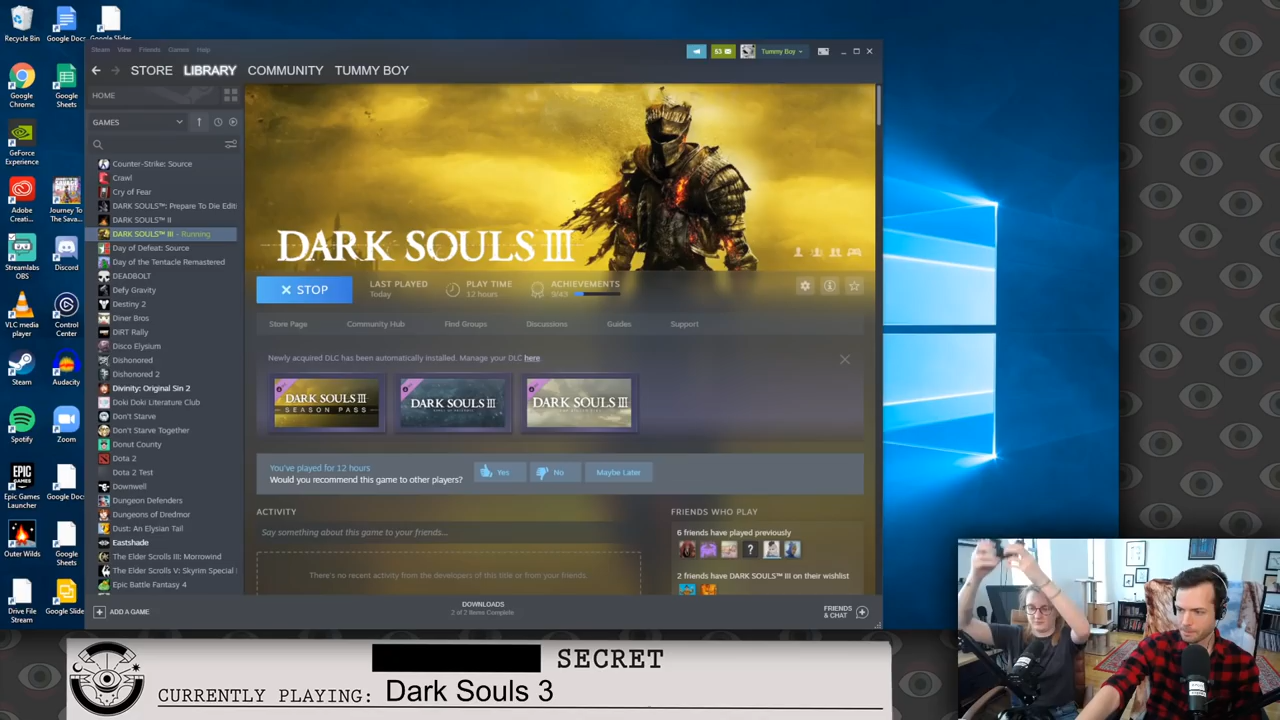 Recycle Bin
Google Docs
Google Slides
Steam View Friends Games Help
53
Tummy Boy
STORE LIBRARY COMMUNITY TUMMY BOY
HOME
GAMES
Google Chrome
Google Sheets
GeForce Experience
Adobe Creati...
Journey To The Sava...
Streamlabs OBS
Discord
VLC media player
Control Center
Steam
Audacity
Spotify
Zoom
Epic Games Launcher
Google Docs
Outer Wilds
Google Sheets
Drive File Stream
Google Slides
Counter-Strike: Source
Crawl
Cry of Fear
DARK SOULS™: Prepare To Die Editi
DARK SOULS™ II
DARK SOULS™ III - Running
Day of Defeat: Source
Day of the Tentacle Remastered
DEADBOLT
Defy Gravity
Destiny 2
Diner Bros
DiRT Rally
Disco Elysium
Dishonored
Dishonored 2
Divinity: Original Sin 2
Doki Doki Literature Club
Don't Starve
Don't Starve Together
Donut County
Dota 2
Dota 2 Test
Downwell
Dungeon Defenders
Dungeons of Dredmor
Dust: An Elysian Tail
Eastshade
The Elder Scrolls III: Morrowind
The Elder Scrolls V: Skyrim Special
Epic Battle Fantasy 4
ADD A GAME
DARK SOULS III
STOP
LAST PLAYED
Today
PLAY TIME
12 hours
ACHIEVEMENTS
5/43
Store Page Community Hub Find Groups Discussions Guides Support
Newly acquired DLC has been automatically installed. Manage your DLC here
DARK SOULS III
SEASON PASS
DARK SOULS III
DARK SOULS III
You've played for 12 hours
Would you recommend this game to other players?
Yes
No
Maybe Later
ACTIVITY
Say something about this game to your friends...
There's no recent activity from the developers of this title or from your friends.
FRIENDS WHO PLAY
6 friends have played previously
2 friends have DARK SOULS™ III on their wishlist
DOWNLOADS
2 of 2 Items Complete
FRIENDS & CHAT
SECRET
CURRENTLY PLAYING: Dark Souls 3